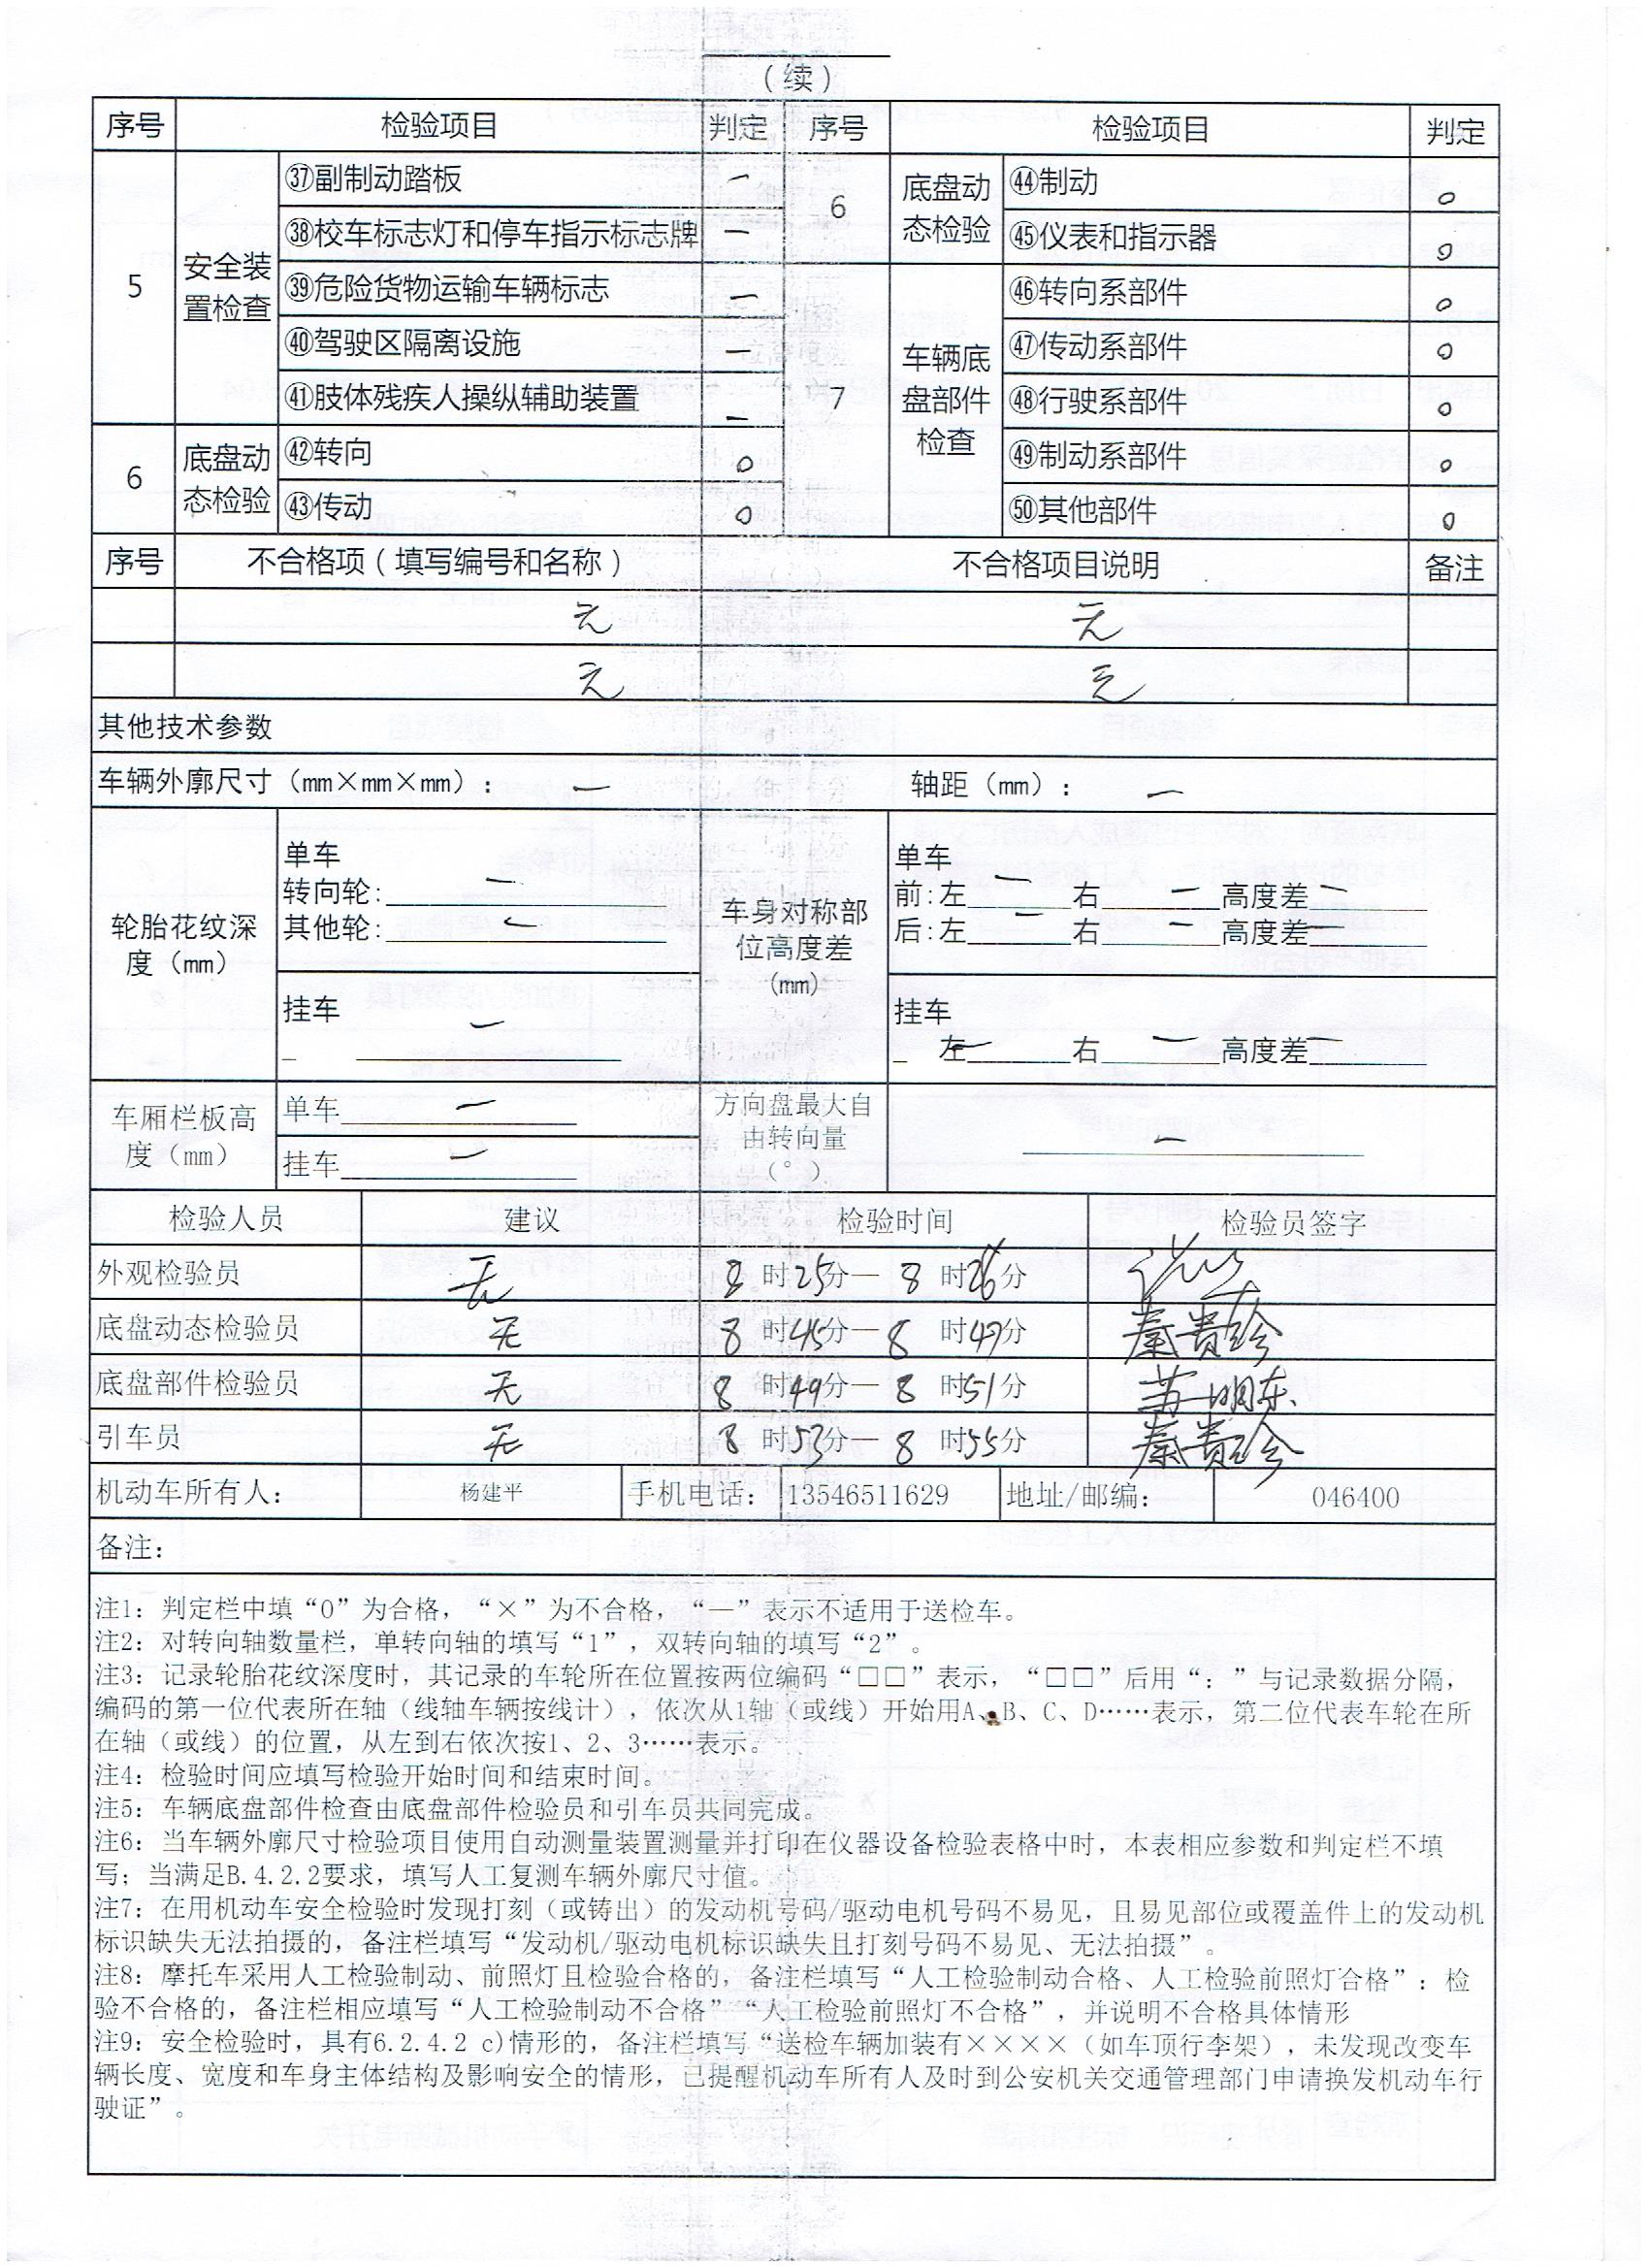 （续）
序号 检验项目 判定 序号 检验项目 判定
5 安全装置检查 ㊲副制动踏板 — 6 底盘动态检验 ㊹制动 o
㊳校车标志灯和停车指示标志牌 — ㊺仪表和指示器 o
㊴危险货物运输车辆标志 — 7 车辆底盘部件检查 ㊻转向系部件 o
㊵驾驶区隔离设施 — ㊼传动系部件 o
㊶肢体残疾人操纵辅助装置 — ㊽行驶系部件 o
6 底盘动态检验 ㊷转向 o ㊾制动系部件 o
㊸传动 o ㊿其他部件 o
序号 不合格项（填写编号和名称） 不合格项目说明 备注
无 无
无 无
其他技术参数
车辆外廓尺寸（mm×mm×mm）： — 轴距（mm）： —
轮胎花纹深度（mm） 单车 车身对称部位高度差（mm） 单车
转向轮: — 前:左 — 右 — 高度差 —
其他轮: — 后:左 — 右 — 高度差 —
挂车 — 挂车
左 — 右 — 高度差 —
车厢栏板高度（mm） 单车 — 方向盘最大自由转向量（°） —
挂车 —
检验人员 建议 检验时间 检验员签字
外观检验员 无 8 时25分— 8 时26分
底盘动态检验员 无 8 时45分— 8 时49分 秦贵珍
底盘部件检验员 无 8 时49分— 8 时51分 苏明东
引车员 无 8 时53分— 8 时55分 秦贵珍
机动车所有人： 杨建平 手机电话： 13546511629 地址/邮编： 046400
备注：
注1：判定栏中填“O”为合格，“×”为不合格，“—”表示不适用于送检车。
注2：对转向轴数量栏，单转向轴的填写“1”，双转向轴的填写“2”。
注3：记录轮胎花纹深度时，其记录的车轮所在位置按两位编码“□□”表示，“□□”后用“：”与记录数据分隔，
编码的第一位代表所在轴（线轴车辆按线计），依次从1轴（或线）开始用A、B、C、D……表示，第二位代表车轮在所
在轴（或线）的位置，从左到右依次按1、2、3……表示。
注4：检验时间应填写检验开始时间和结束时间。
注5：车辆底盘部件检查由底盘部件检验员和引车员共同完成。
注6：当车辆外廓尺寸检验项目使用自动测量装置测量并打印在仪器设备检验表格中时，本表相应参数和判定栏不填
写；当满足B.4.2.2要求，填写人工复测车辆外廓尺寸值。
注7：在用机动车安全检验时发现打刻（或铸出）的发动机号码/驱动电机号码不易见，且易见部位或覆盖件上的发动机
标识缺失无法拍摄的，备注栏填写“发动机/驱动电机标识缺失且打刻号码不易见、无法拍摄”。
注8：摩托车采用人工检验制动、前照灯且检验合格的，备注栏填写“人工检验制动合格、人工检验前照灯合格”：检
验不合格的，备注栏相应填写“人工检验制动不合格”“人工检验前照灯不合格”，并说明不合格具体情形
注9：安全检验时，具有6.2.4.2 c)情形的，备注栏填写“送检车辆加装有××××（如车顶行李架），未发现改变车
辆长度、宽度和车身主体结构及影响安全的情形，已提醒机动车所有人及时到公安机关交通管理部门申请换发机动车行
驶证”。